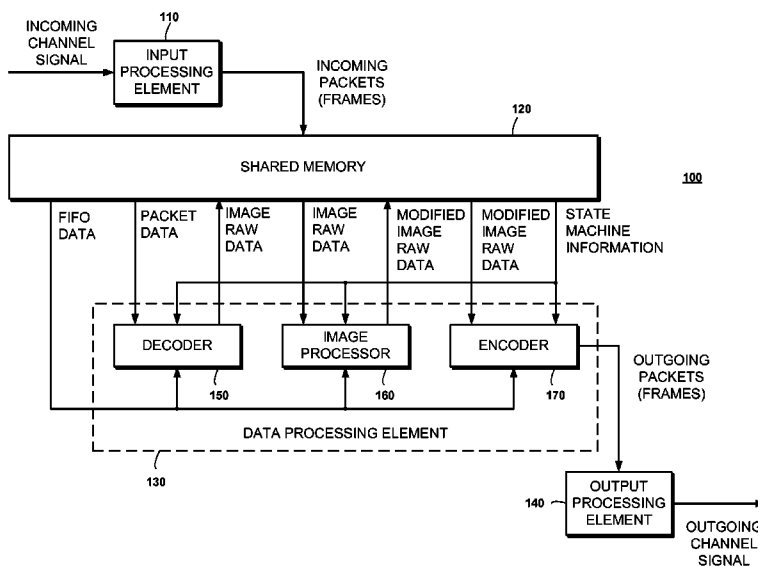 110
INCOMING
CHANNEL
SIGNAL
INPUT
PROCESSING
ELEMENT
INCOMING
PACKETS
(FRAMES)
120
SHARED MEMORY
100
FIFO
DATA
PACKET
DATA
IMAGE
RAW
DATA
IMAGE
RAW
DATA
MODIFIED
IMAGE
RAW
DATA
MODIFIED
IMAGE
RAW
DATA
STATE
MACHINE
INFORMATION
DECODER
150
IMAGE
PROCESSOR
160
ENCODER
170
OUTGOING
PACKETS
(FRAMES)
DATA PROCESSING ELEMENT
130
140
OUTPUT
PROCESSING
ELEMENT
OUTGOING
CHANNEL
SIGNAL